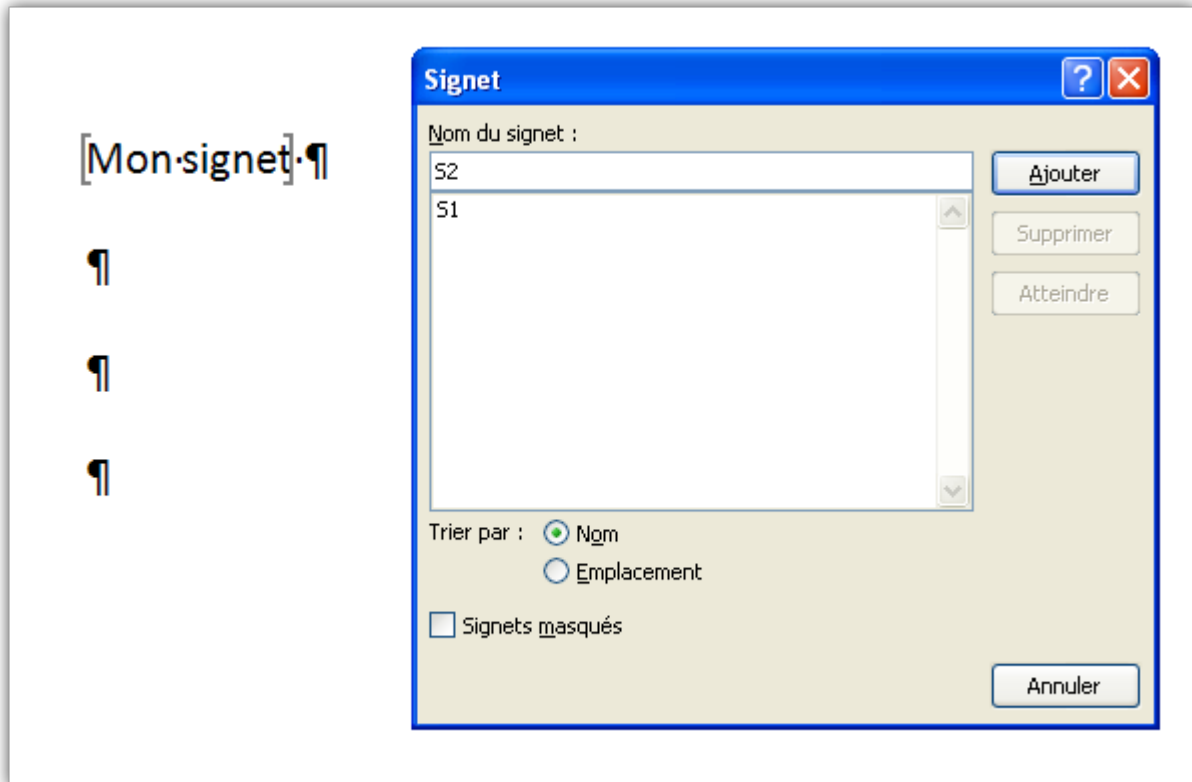 [Mon·signet]·¶
¶
¶
¶
Signet
Nom du signet :
S2
S1
Ajouter
Supprimer
Atteindre
Trier par : Nom
Emplacement
Signets masqués
Annuler